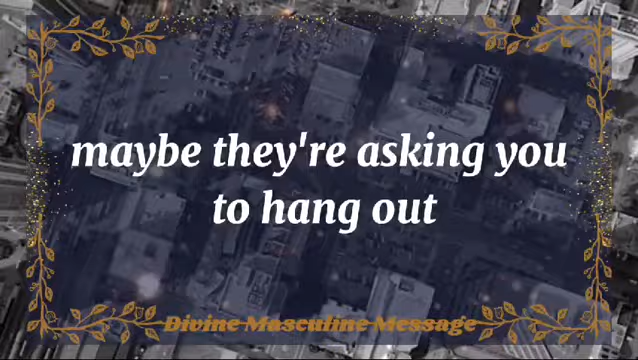 maybe they're asking you
to hang out
Divine Masculine Message